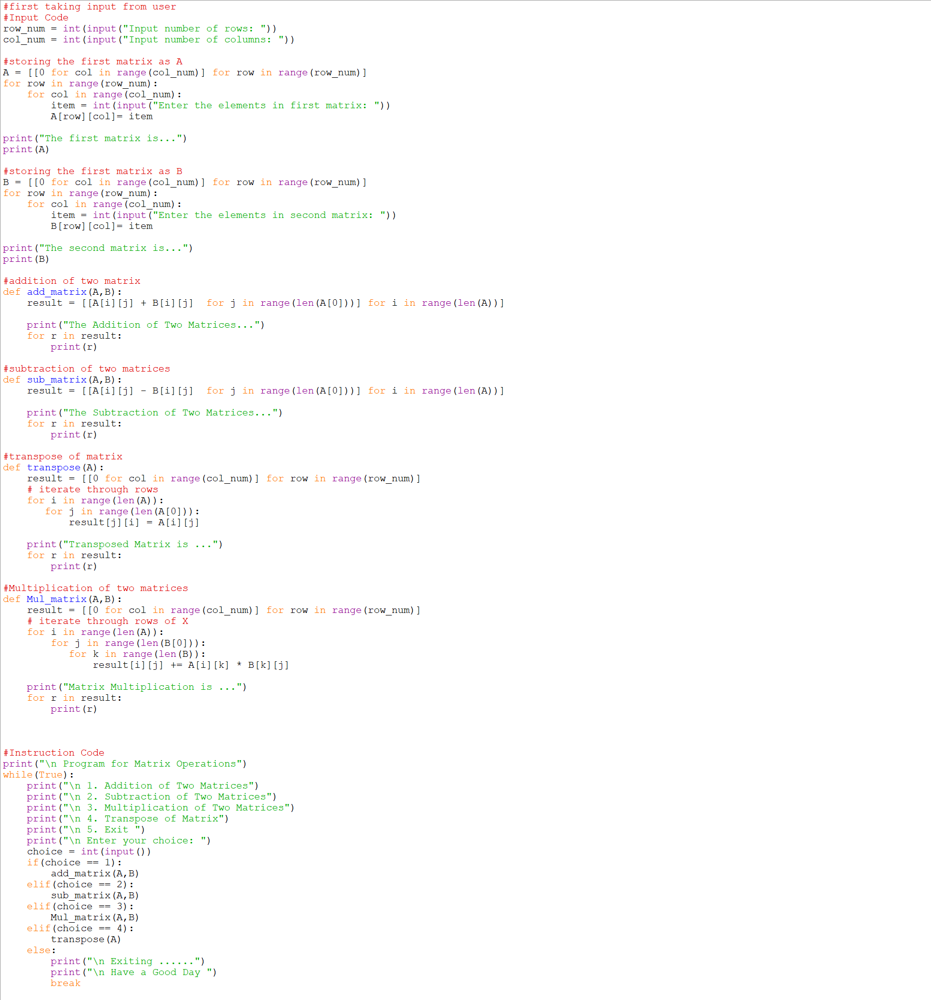 #first taking input from user
#Input Code
row_num = int(input("Input number of rows: "))
col_num = int(input("Input number of columns: "))

#storing the first matrix as A
A = [[0 for col in range(col_num)] for row in range(row_num)]
for row in range(row_num):
    for col in range(col_num):
        item = int(input("Enter the elements in first matrix: "))
        A[row][col]= item

print("The first matrix is...")
print(A)

#storing the first matrix as B
B = [[0 for col in range(col_num)] for row in range(row_num)]
for row in range(row_num):
    for col in range(col_num):
        item = int(input("Enter the elements in second matrix: "))
        B[row][col]= item

print("The second matrix is...")
print(B)

#addition of two matrix
def add_matrix(A,B):
    result = [[A[i][j] + B[i][j]  for j in range(len(A[0]))] for i in range(len(A))]

    print("The Addition of Two Matrices...")
    for r in result:
        print(r)

#subtraction of two matrices
def sub_matrix(A,B):
    result = [[A[i][j] - B[i][j]  for j in range(len(A[0]))] for i in range(len(A))]

    print("The Subtraction of Two Matrices...")
    for r in result:
        print(r)

#transpose of matrix
def transpose(A):
    result = [[0 for col in range(col_num)] for row in range(row_num)]
    # iterate through rows
    for i in range(len(A)):
       for j in range(len(A[0])):
           result[j][i] = A[i][j]

    print("Transposed Matrix is ...")
    for r in result:
        print(r)

#Multiplication of two matrices
def Mul_matrix(A,B):
    result = [[0 for col in range(col_num)] for row in range(row_num)]
    # iterate through rows of X
    for i in range(len(A)):
        for j in range(len(B[0])):
           for k in range(len(B)):
               result[i][j] += A[i][k] * B[k][j]

    print("Matrix Multiplication is ...")
    for r in result:
        print(r)

#Instruction Code
print("\n Program for Matrix Operations")
while(True):
    print("\n 1. Addition of Two Matrices")
    print("\n 2. Subtraction of Two Matrices")
    print("\n 3. Multiplication of Two Matrices")
    print("\n 4. Transpose of Matrix")
    print("\n 5. Exit ")
    print("\n Enter your choice: ")
    choice = int(input())
    if(choice == 1):
        add_matrix(A,B)
    elif(choice == 2):
        sub_matrix(A,B)
    elif(choice == 3):
        Mul_matrix(A,B)
    elif(choice == 4):
        transpose(A)
    else:
        print("\n Exiting ......")
        print("\n Have a Good Day ")
        break